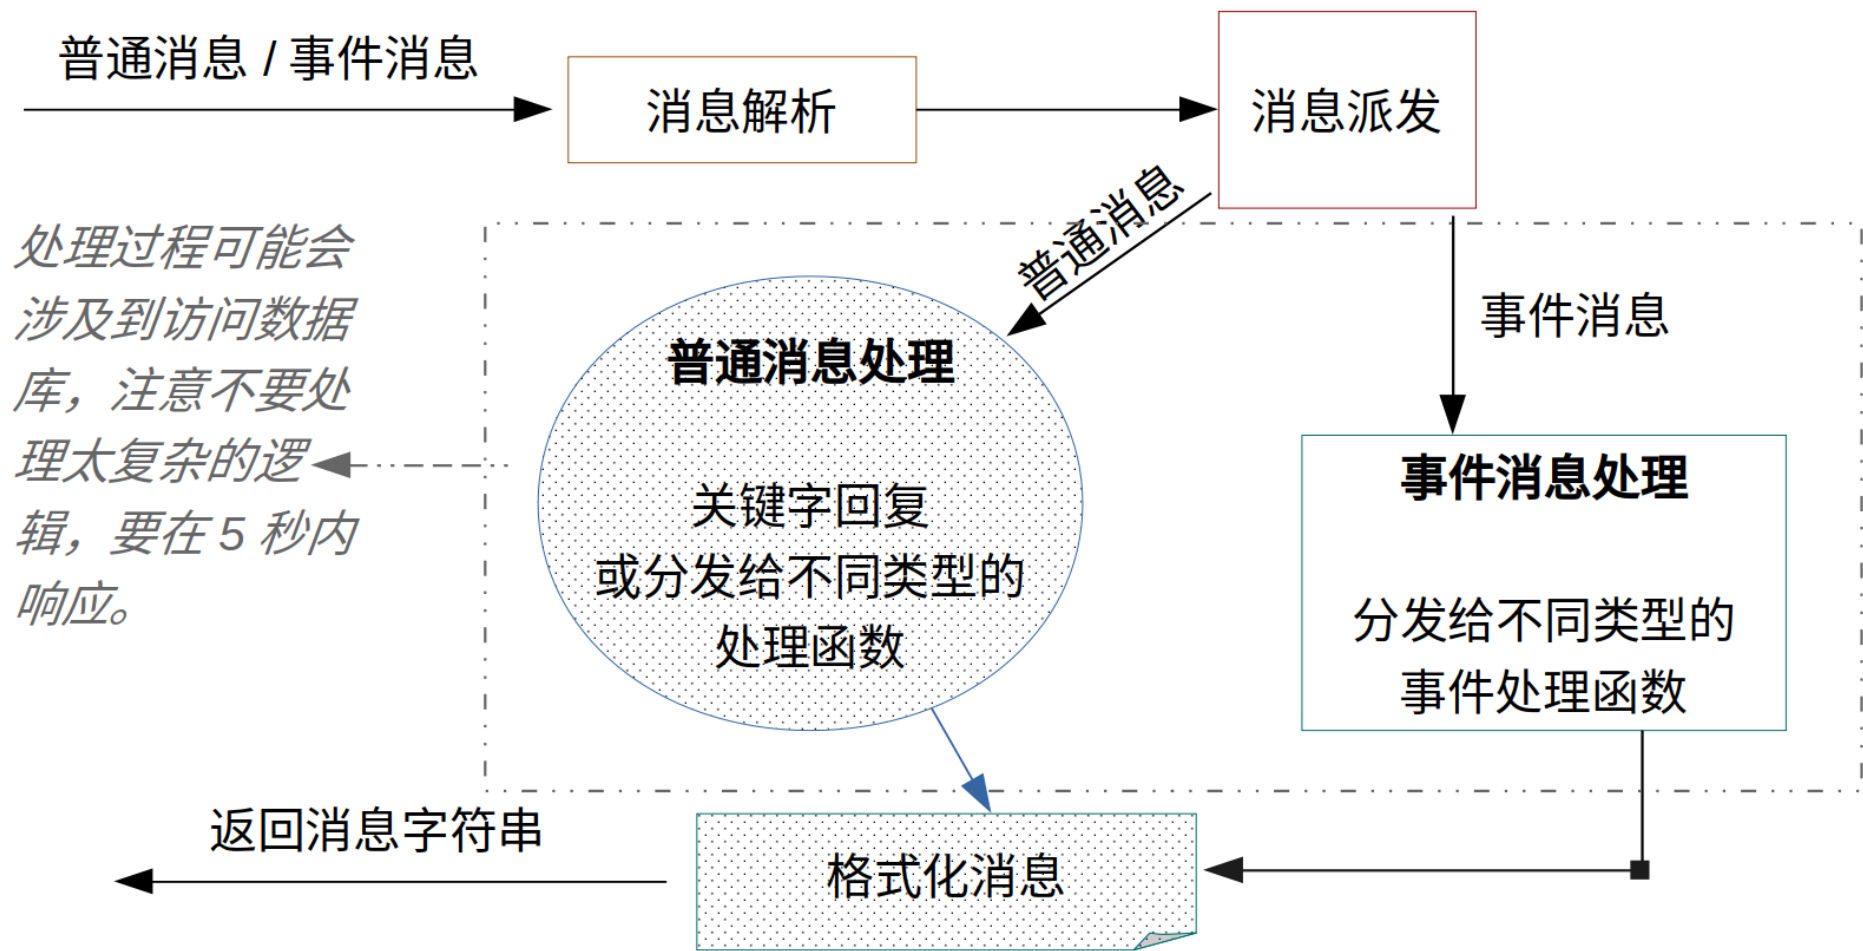 普通消息 / 事件消息
消息解析
消息派发
普通消息
事件消息
处理过程可能会
涉及到访问数据
库，注意不要处
理太复杂的逻
辑，要在 5 秒内
响应。
普通消息处理
关键字回复
或分发给不同类型的
处理函数
事件消息处理
分发给不同类型的
事件处理函数
返回消息字符串
格式化消息